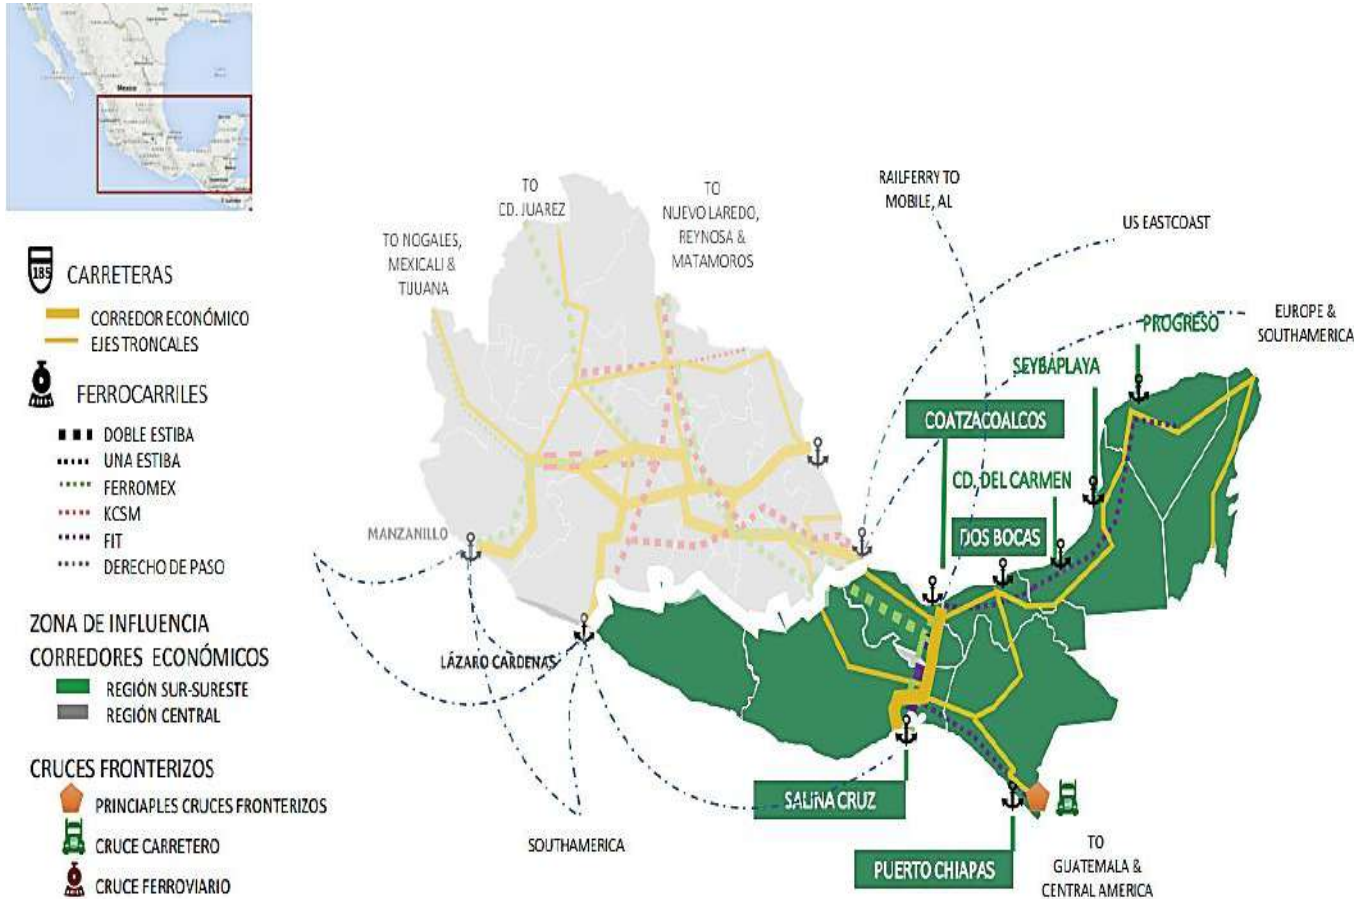 Mexico
185
CARRETERAS
CORREDOR ECONÓMICO
EJES TRONCALES
FERROCARRILES
DOBLE ESTIBA
UNA ESTIBA
FERROMEX
KCSM
FIT
DERECHO DE PASO
ZONA DE INFLUENCIA
CORREDORES ECONÓMICOS
REGIÓN SUR-SURESTE
REGIÓN CENTRAL
CRUCES FRONTERIZOS
PRINCIAPLES CRUCES FRONTERIZOS
CRUCE CARRETERO
CRUCE FERROVIARIO
TO
CD. JUAREZ
TO NOGALES,
MEXICALI &
TIJUANA
TO
NUEVO LAREDO,
REYNOSA &
MATAMOROS
RAILFERRY TO
MOBILE, AL
US EASTCOAST
EUROPE &
SOUTHAMERICA
PROGRESO
SEYBAPLAYA
COATZACOALCOS
CD. DEL CARMEN
DOS BOCAS
MANZANILLO
LÁZARO CARDENAS
SALINA CRUZ
SOUTHAMERICA
PUERTO CHIAPAS
TO
GUATEMALA &
CENTRAL AMERICA